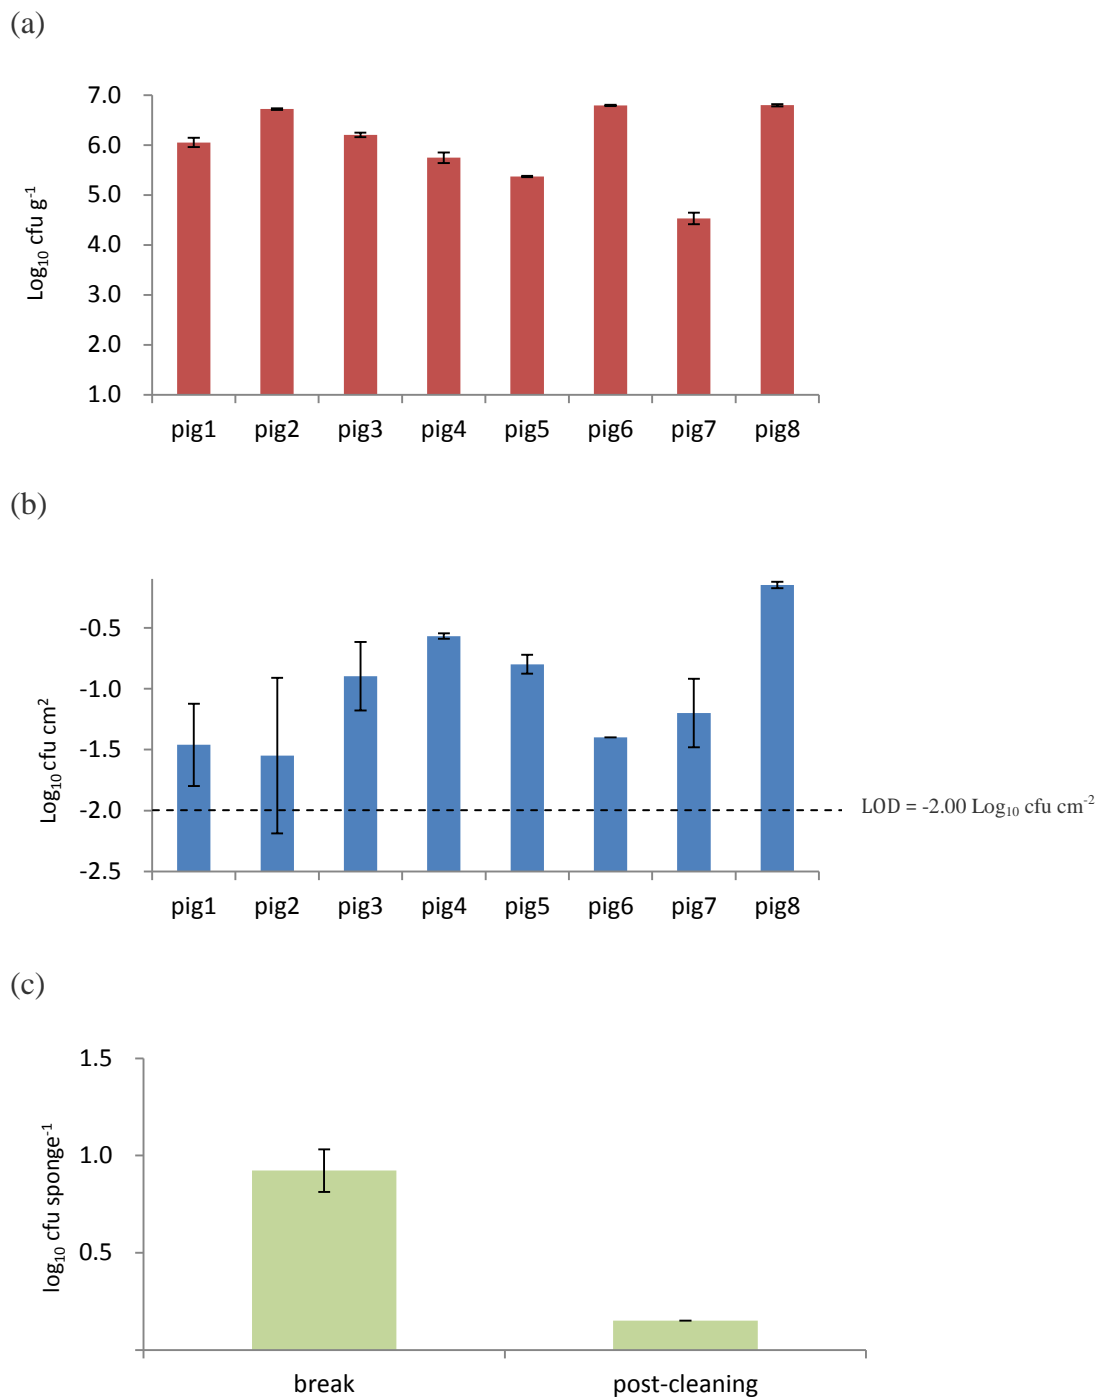 (a)
7.0
6.0
5.0
4.0
3.0
2.0
1.0
Log₁₀ cfu g⁻¹
pig1 pig2 pig3 pig4 pig5 pig6 pig7 pig8
(b)
-0.5
-1.0
-1.5
-2.0
-2.5
Log₁₀ cfu cm²
LOD = -2.00 Log₁₀ cfu cm⁻²
pig1 pig2 pig3 pig4 pig5 pig6 pig7 pig8
(c)
1.5
1.0
0.5
log₁₀ cfu sponge⁻¹
break post-cleaning